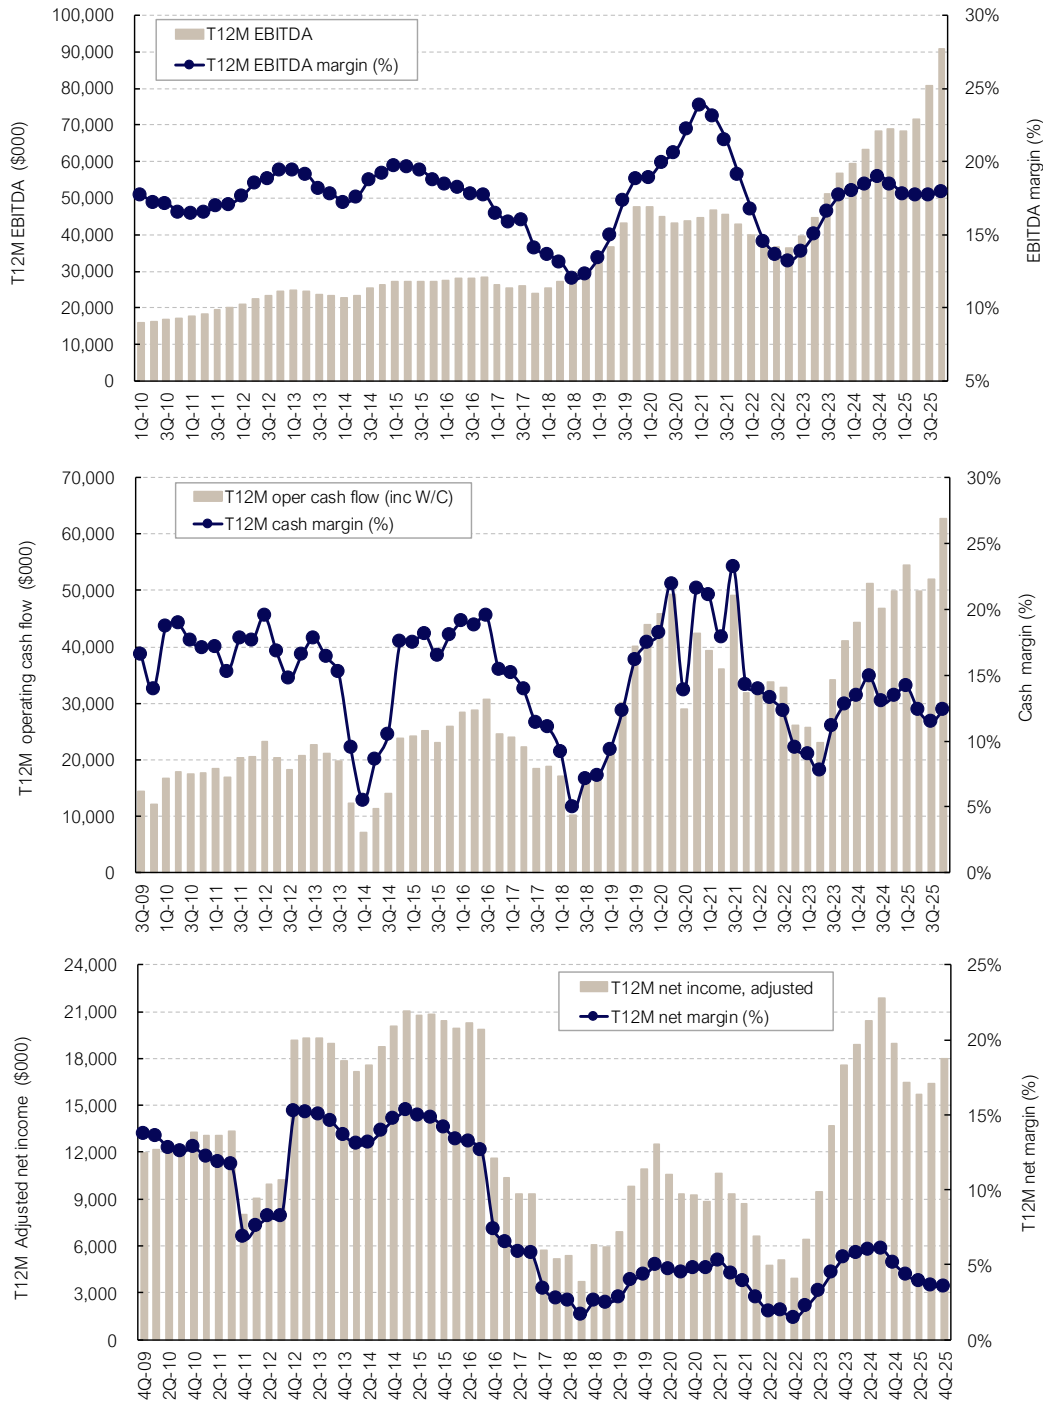 T12M EBITDA ($000)
100,000
90,000
80,000
70,000
60,000
50,000
40,000
30,000
20,000
10,000
0
T12M EBITDA
T12M EBITDA margin (%)
30%
25%
20%
15%
10%
5%
EBITDA margin (%)
1Q-10
3Q-10
1Q-11
3Q-11
1Q-12
3Q-12
1Q-13
3Q-13
1Q-14
3Q-14
1Q-15
3Q-15
1Q-16
3Q-16
1Q-17
3Q-17
1Q-18
3Q-18
1Q-19
3Q-19
1Q-20
3Q-20
1Q-21
3Q-21
1Q-22
3Q-22
1Q-23
3Q-23
1Q-24
3Q-24
1Q-25
3Q-25
T12M operating cash flow ($000)
70,000
60,000
50,000
40,000
30,000
20,000
10,000
0
T12M oper cash flow (inc W/C)
T12M cash margin (%)
30%
25%
20%
15%
10%
5%
0%
Cash margin (%)
3Q-09
1Q-10
3Q-10
1Q-11
3Q-11
1Q-12
3Q-12
1Q-13
3Q-13
1Q-14
3Q-14
1Q-15
3Q-15
1Q-16
3Q-16
1Q-17
3Q-17
1Q-18
3Q-18
1Q-19
3Q-19
1Q-20
3Q-20
1Q-21
3Q-21
1Q-22
3Q-22
1Q-23
3Q-23
1Q-24
3Q-24
1Q-25
3Q-25
T12M Adjusted net income ($000)
24,000
21,000
18,000
15,000
12,000
9,000
6,000
3,000
0
T12M net income, adjusted
T12M net margin (%)
25%
20%
15%
10%
5%
0%
T12M net margin (%)
4Q-09
2Q-10
4Q-10
2Q-11
4Q-11
2Q-12
4Q-12
2Q-13
4Q-13
2Q-14
4Q-14
2Q-15
4Q-15
2Q-16
4Q-16
2Q-17
4Q-17
2Q-18
4Q-18
2Q-19
4Q-19
2Q-20
4Q-20
2Q-21
4Q-21
2Q-22
4Q-22
2Q-23
4Q-23
2Q-24
4Q-24
2Q-25
4Q-25